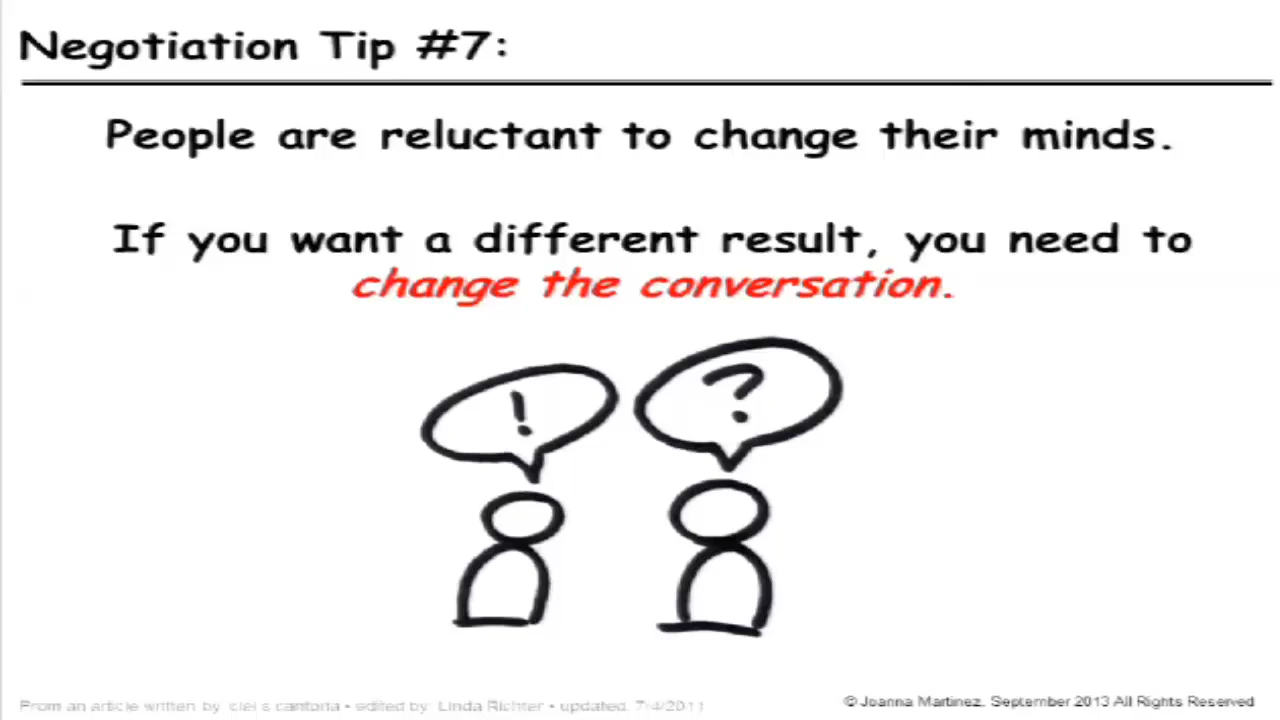 Negotiation Tip #7:
People are reluctant to change their minds.
If you want a different result, you need to
change the conversation.
!
?
From an article written by: ciel s cantoria • edited by: Linda Richter • updated: 7/4/2011
© Joanna Martinez, September 2013 All Rights Reserved